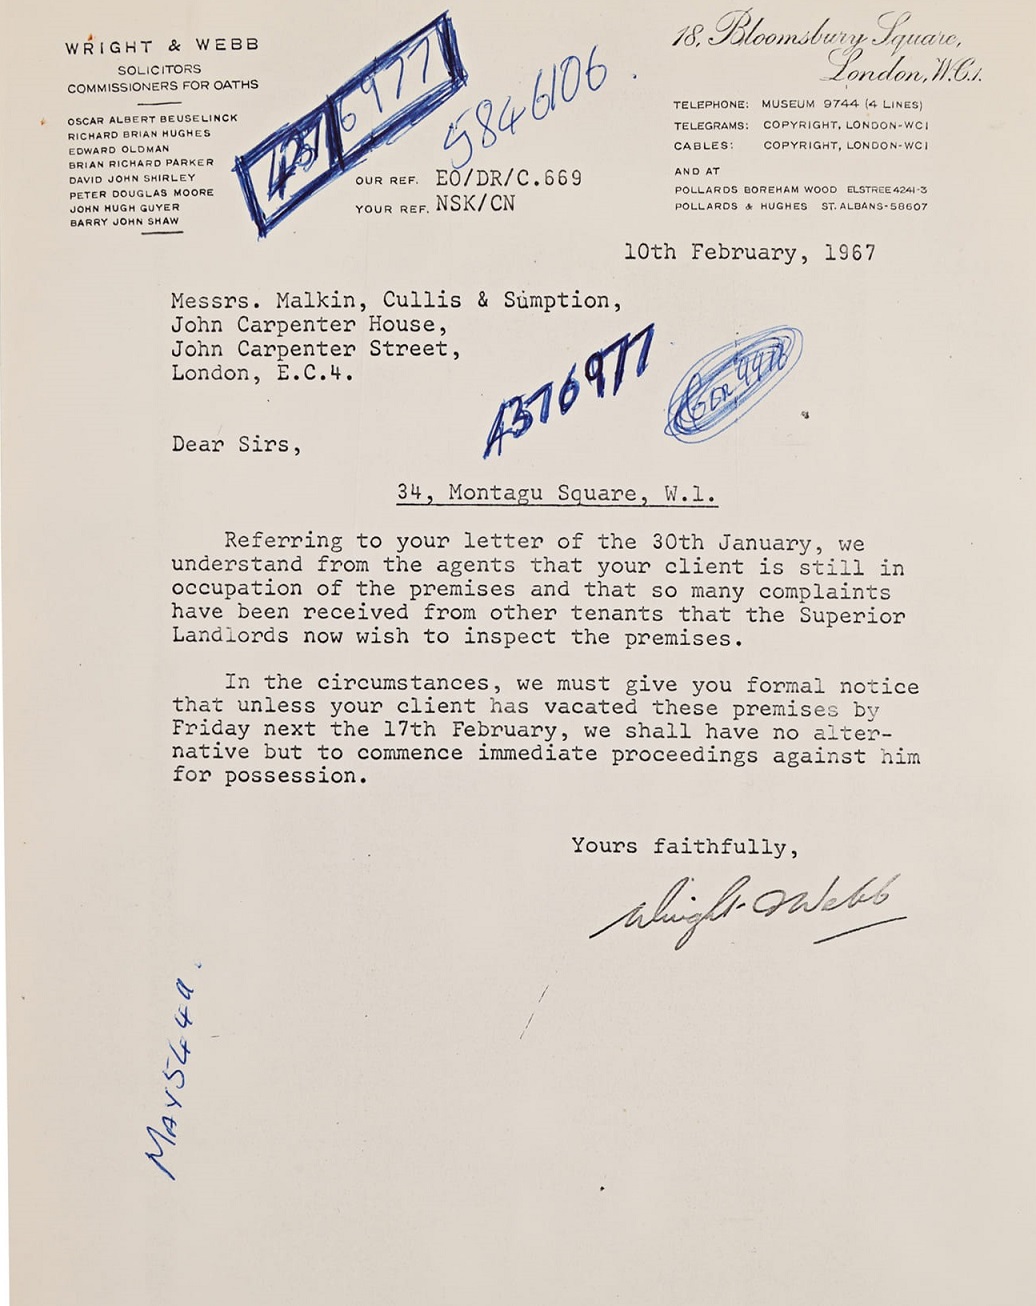 WRIGHT & WEBB
SOLICITORS
COMMISSIONERS FOR OATHS
OSCAR ALBERT BEUSELINCK
RICHARD BRIAN HUGHES
EDWARD OLDMAN
BRIAN RICHARD PARKER
DAVID JOHN SHIRLEY
PETER DOUGLAS MOORE
JOHN HUGH GUYER
BARRY JOHN SHAW
6977
5846106.
OUR REF. EO/DR/C.669
YOUR REF. NSK/CN
18, Bloomsbury Square,
London, W.C.1.
TELEPHONE: MUSEUM 9744 (4 LINES)
TELEGRAMS: COPYRIGHT, LONDON-WC1
CABLES: COPYRIGHT, LONDON-WC1
AND AT
POLLARDS BOREHAM WOOD ELSTREE 4241-3
POLLARDS & HUGHES ST. ALBANS-58607
10th February, 1967
Messrs. Malkin, Cullis & Sumption,
John Carpenter House,
John Carpenter Street,
London, E.C.4.
Dear Sirs,
34, Montagu Square, W.1.
Referring to your letter of the 30th January, we
understand from the agents that your client is still in
occupation of the premises and that so many complaints
have been received from other tenants that the Superior
Landlords now wish to inspect the premises.
In the circumstances, we must give you formal notice
that unless your client has vacated these premises by
Friday next the 17th February, we shall have no alter-
native but to commence immediate proceedings against him
for possession.
Yours faithfully,
Wright & Webb